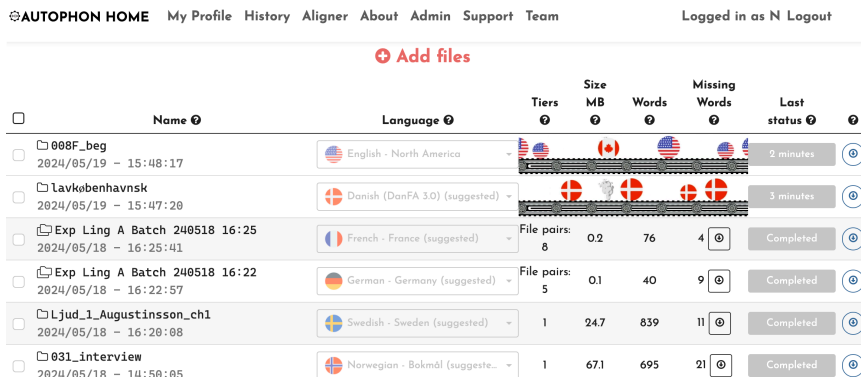 AUTOPHON HOME My Profile History Aligner About Admin Support Team Logged in as N Logout
Add files
Name Language Tiers Size MB Words Missing Words Last status
008F_beg English - North America 2 minutes
2024/05/19 - 15:48:17
lavkøbenhavnsk Danish (DanFA 3.0) (suggested) 3 minutes
2024/05/19 - 15:47:20
Exp Ling A Batch 240518 16:25 French - France (suggested) File pairs: 8 0.2 76 4 Completed
2024/05/18 - 16:25:41
Exp Ling A Batch 240518 16:22 German - Germany (suggested) File pairs: 5 0.1 40 9 Completed
2024/05/18 - 16:22:57
Ljud_1_Augustinsson_ch1 Swedish - Sweden (suggested) 1 24.7 839 11 Completed
2024/05/18 - 16:20:08
031_interview Norwegian - Bokmål (suggeste... 1 67.1 695 21 Completed
2024/05/18 - 14:50:05